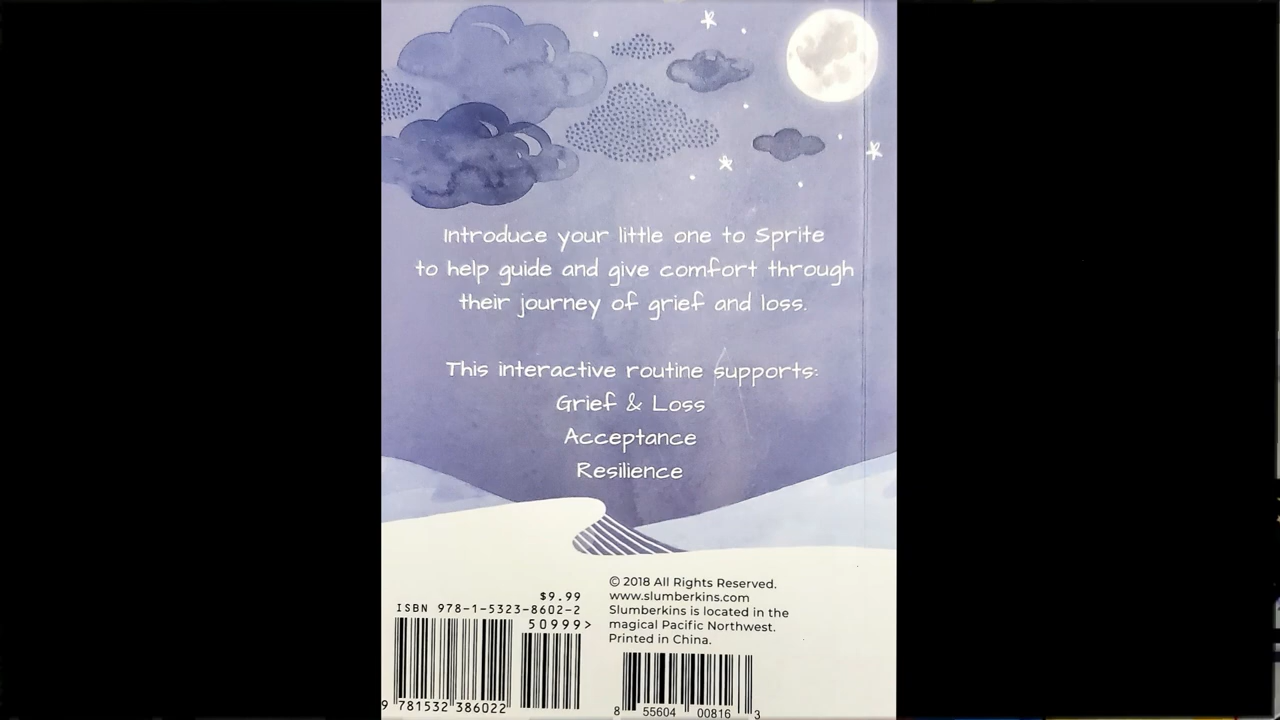 Introduce your little one to Sprite
to help guide and give comfort through
their journey of grief and loss.
This interactive routine supports:
Grief & Loss
Acceptance
Resilience
$9.99
ISBN 978-1-5323-8602-2
50999>
9 781532 386022
© 2018 All Rights Reserved.
www.slumberkins.com
Slumberkins is located in the
magical Pacific Northwest.
Printed in China.
8 55604 00816 3